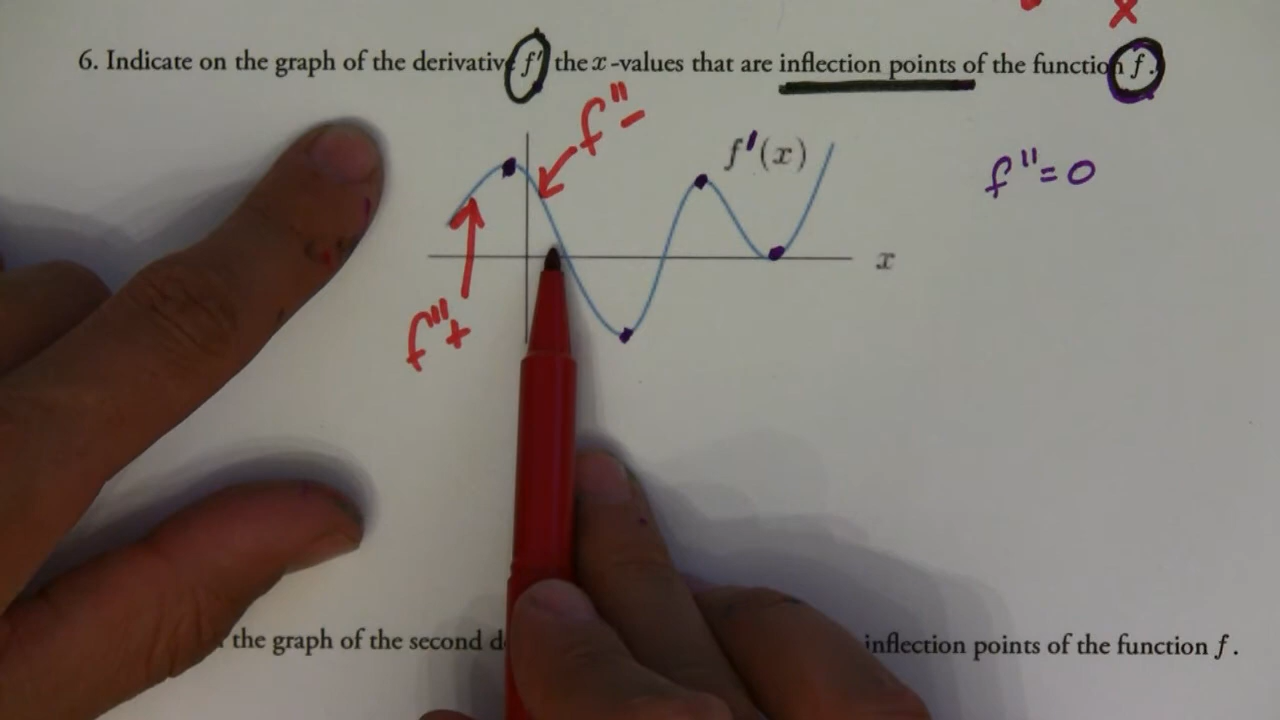 x
6. Indicate on the graph of the derivative f' the x-values that are inflection points of the function f.
f'' -
f'(x)
f'' = 0
x
f'' +
the graph of the second d inflection points of the function f.